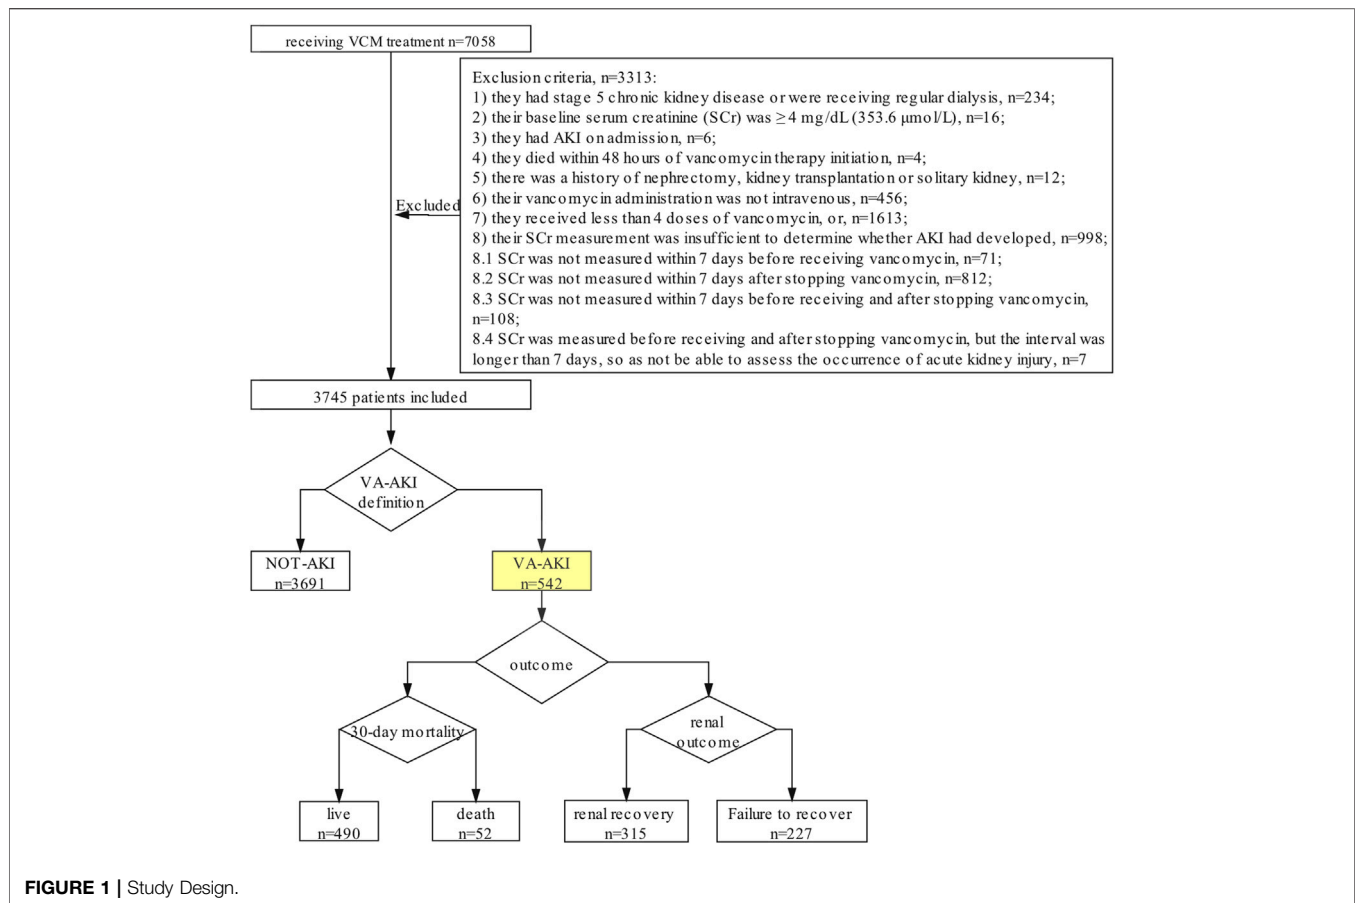 receiving VCM treatment n=7058
Exclusion criteria, n=3313:
1) they had stage 5 chronic kidney disease or were receiving regular dialysis, n=234;
2) their baseline serum creatinine (SCr) was ≥4 mg/dL (353.6 μmol/L), n=16;
3) they had AKI on admission, n=6;
4) they died within 48 hours of vancomycin therapy initiation, n=4;
5) there was a history of nephrectomy, kidney transplantation or solitary kidney, n=12;
6) their vancomycin administration was not intravenous, n=456;
7) they received less than 4 doses of vancomycin, or, n=1613;
8) their SCr measurement was insufficient to determine whether AKI had developed, n=998;
8.1 SCr was not measured within 7 days before receiving vancomycin, n=71;
8.2 SCr was not measured within 7 days after stopping vancomycin, n=812;
8.3 SCr was not measured within 7 days before receiving and after stopping vancomycin,
n=108;
8.4 SCr was measured before receiving and after stopping vancomycin, but the interval was
longer than 7 days, so as not be able to assess the occurrence of acute kidney injury, n=7
Excluded
3745 patients included
VA-AKI
definition
NOT-AKI
n=3691
VA-AKI
n=542
outcome
30-day mortality
renal
outcome
live
n=490
death
n=52
renal recovery
n=315
Failure to recover
n=227
FIGURE 1 | Study Design.